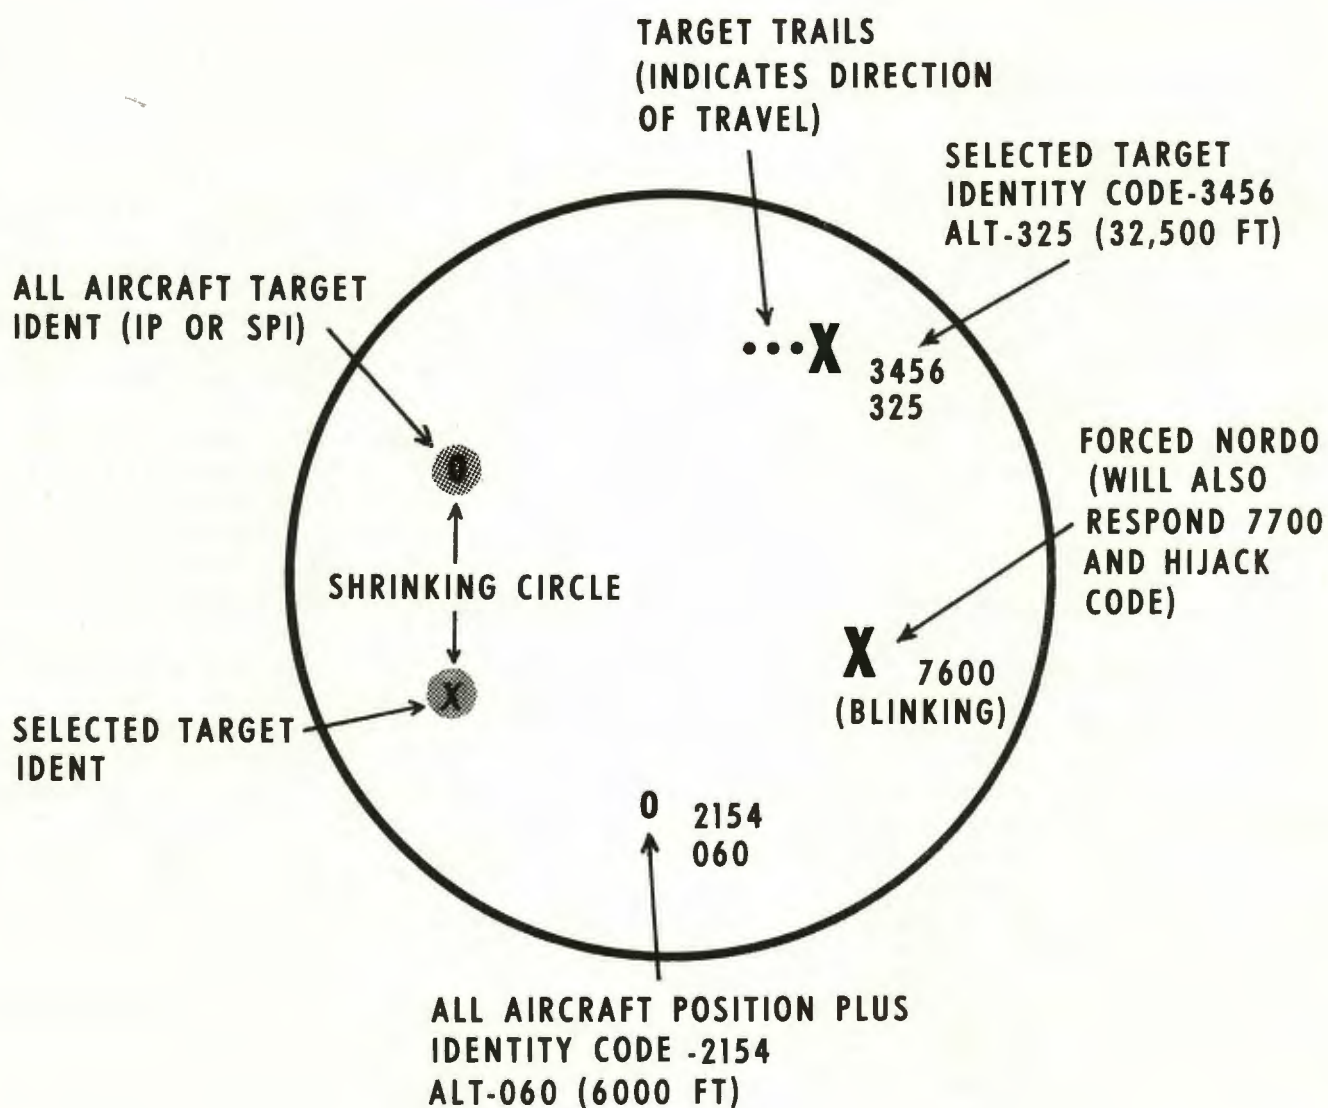 TARGET TRAILS
(INDICATES DIRECTION
OF TRAVEL)
SELECTED TARGET
IDENTITY CODE-3456
ALT-325 (32,500 FT)
ALL AIRCRAFT TARGET
IDENT (IP OR SPI)
•••X
3456
325
FORCED NORDO
(WILL ALSO
RESPOND 7700
AND HIJACK
CODE)
O
SHRINKING CIRCLE
X
7600
(BLINKING)
X
SELECTED TARGET
IDENT
O
2154
060
ALL AIRCRAFT POSITION PLUS
IDENTITY CODE -2154
ALT-060 (6000 FT)